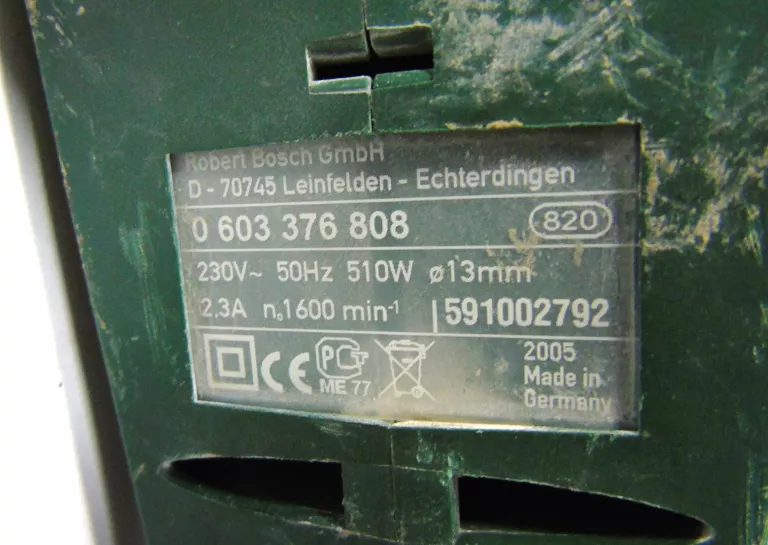 Robert Bosch GmbH
D - 70745 Leinfelden - Echterdingen
0 603 376 808 820
230V~ 50Hz 510W ø13mm
2.3A n₀1600 min⁻¹ 591002792
CE PCT ME 77
2005
Made in
Germany